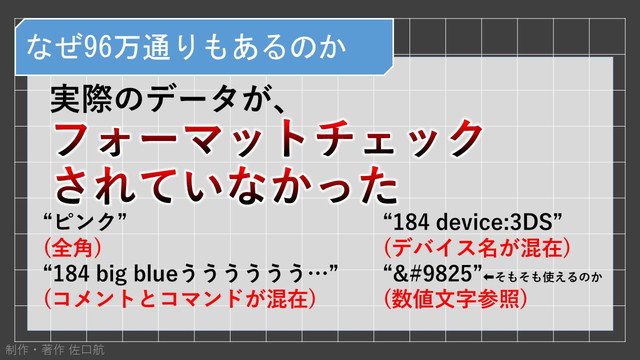 なぜ96万通りもあるのか
実際のデータが、
フォーマットチェック
されていなかった
“ピンク”
(全角)
“184 big blueうううううう…”
(コメントとコマンドが混在)
“184 device:3DS”
(デバイス名が混在)
“&#9825”⬅そもそも使えるのか
(数値文字参照)
制作・著作 佐口航